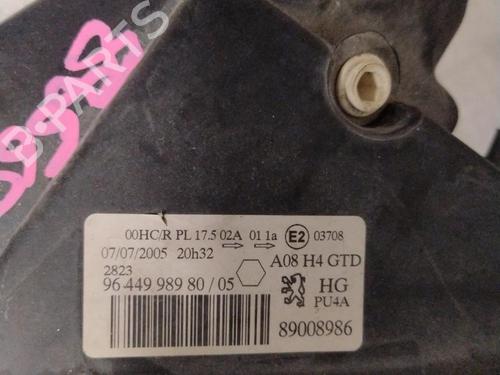 B-PARTS
00HC/R PL 17.5 02A 01 1a E2 03708
07/07/2005 20h32 A08 H4 GTD
2823
96 449 989 80 / 05 HG
PU4A
89008986